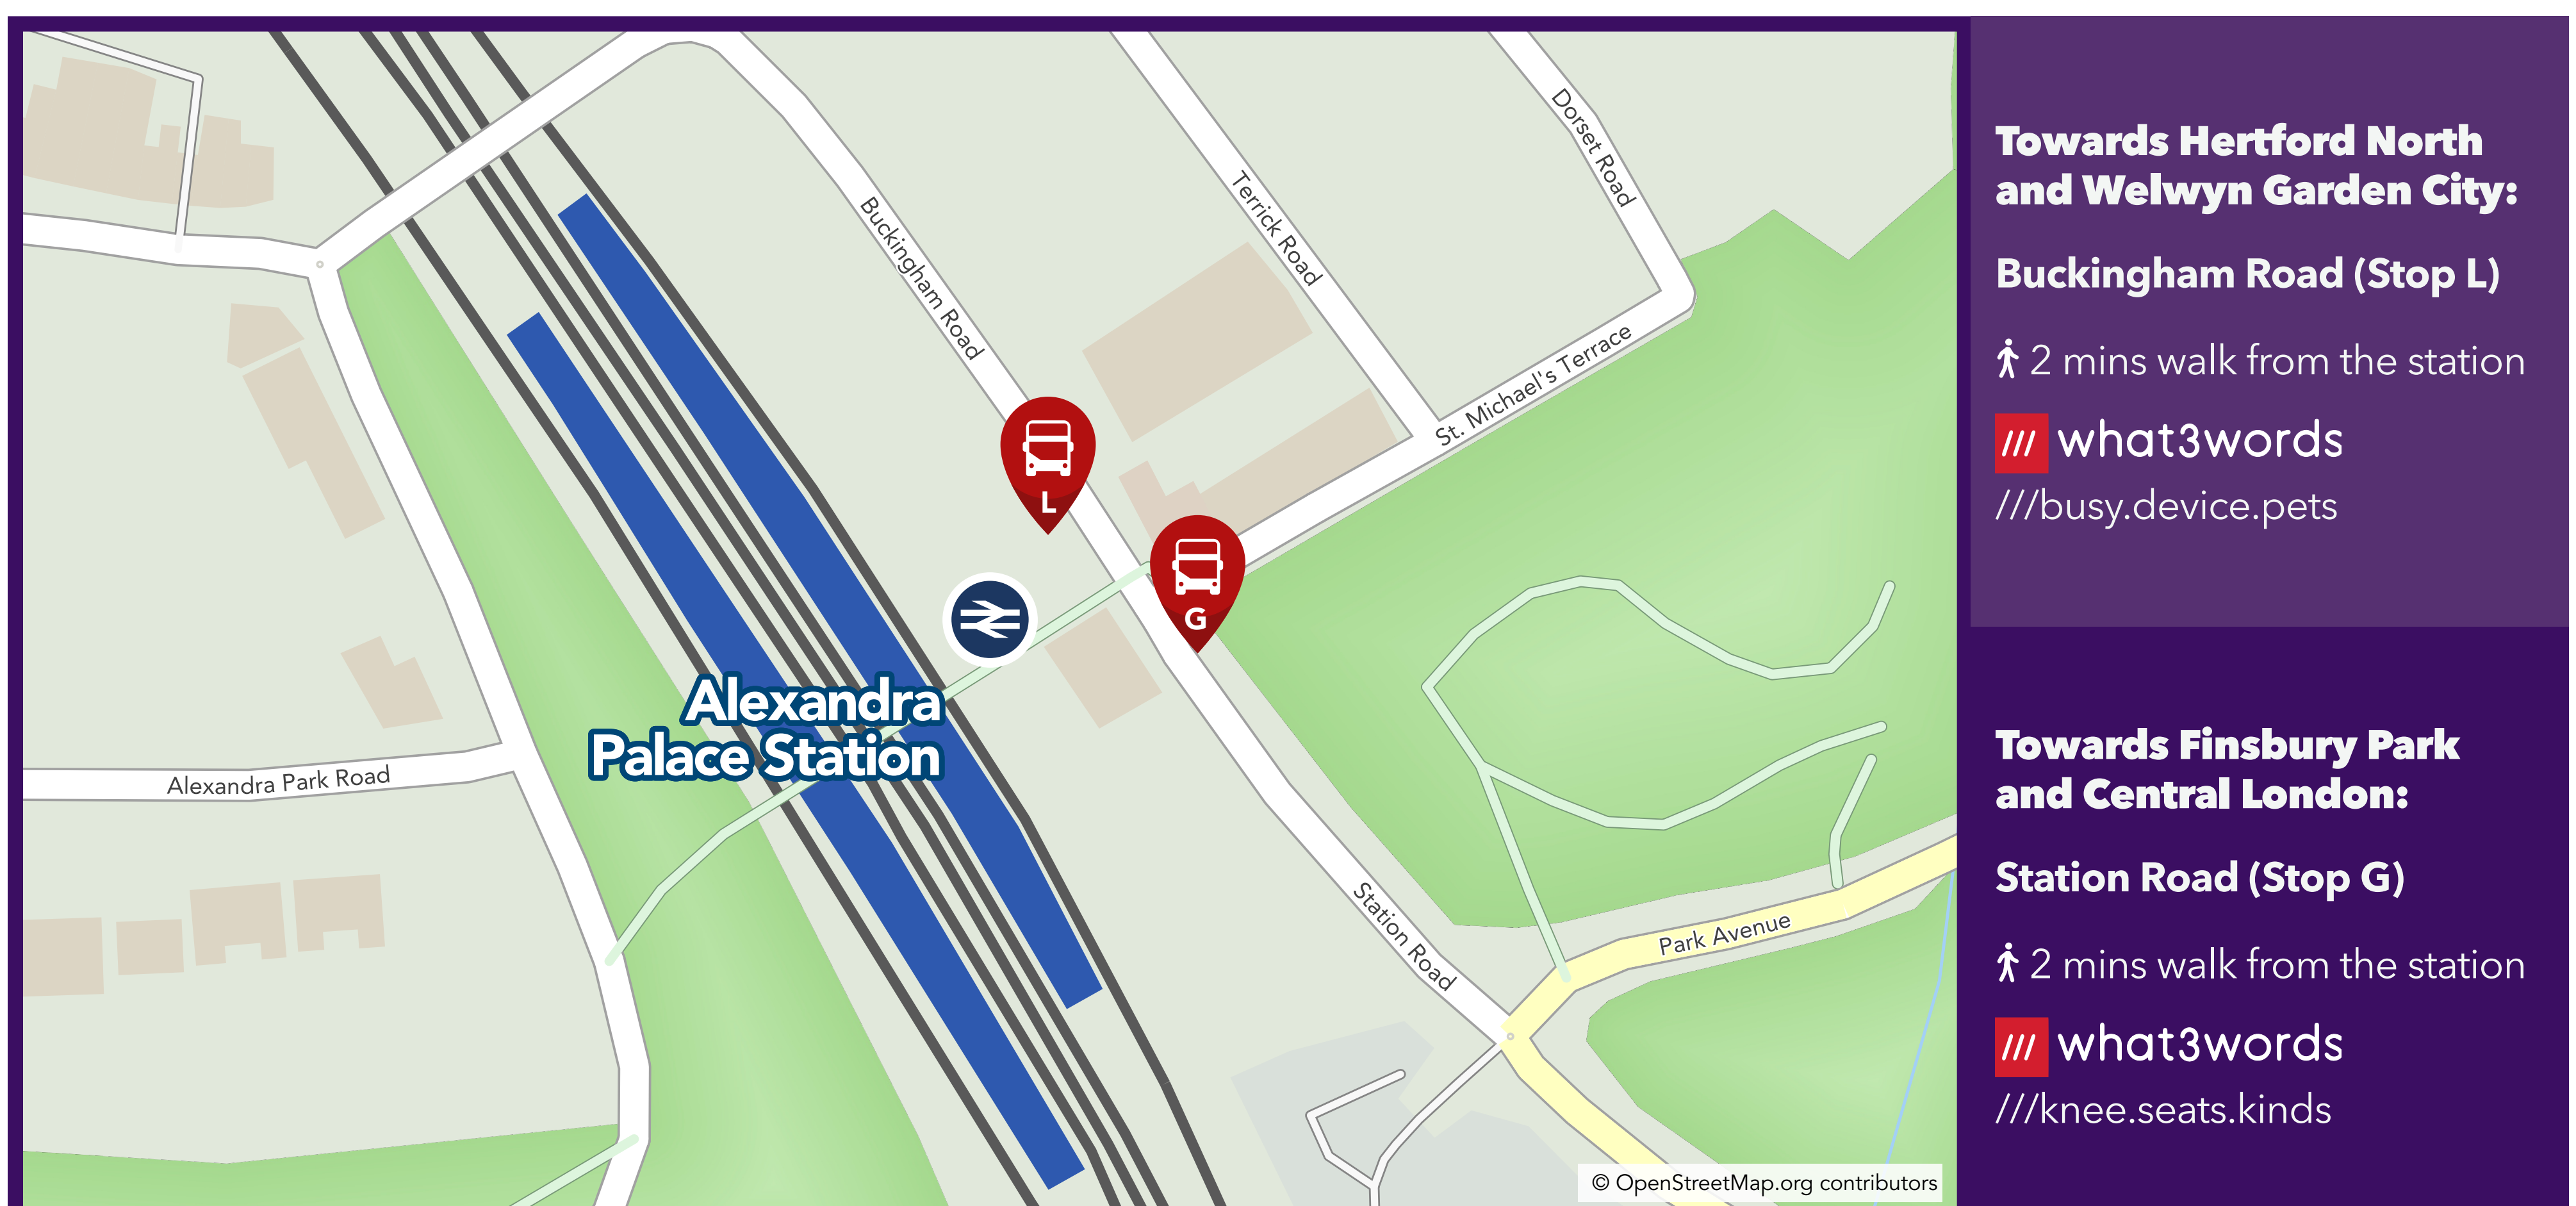 Dorset Road
Terrick Road
Buckingham Road
St. Michael's Terrace
L
G
Alexandra
Palace Station
Alexandra Park Road
Station Road
Park Avenue
© OpenStreetMap.org contributors
Towards Hertford North
and Welwyn Garden City:
Buckingham Road (Stop L)
2 mins walk from the station
/// what3words
///busy.device.pets
Towards Finsbury Park
and Central London:
Station Road (Stop G)
2 mins walk from the station
/// what3words
///knee.seats.kinds